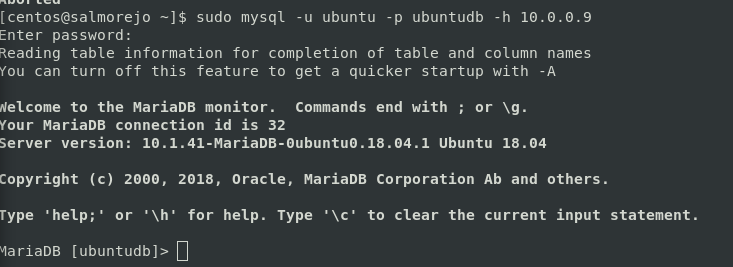 Aborted
[centos@salmorejo ~]$ sudo mysql -u ubuntu -p ubuntudb -h 10.0.0.9
Enter password:
Reading table information for completion of table and column names
You can turn off this feature to get a quicker startup with -A
Welcome to the MariaDB monitor.  Commands end with ; or \g.
Your MariaDB connection id is 32
Server version: 10.1.41-MariaDB-0ubuntu0.18.04.1 Ubuntu 18.04
Copyright (c) 2000, 2018, Oracle, MariaDB Corporation Ab and others.
Type 'help;' or '\h' for help. Type '\c' to clear the current input statement.
MariaDB [ubuntudb]>